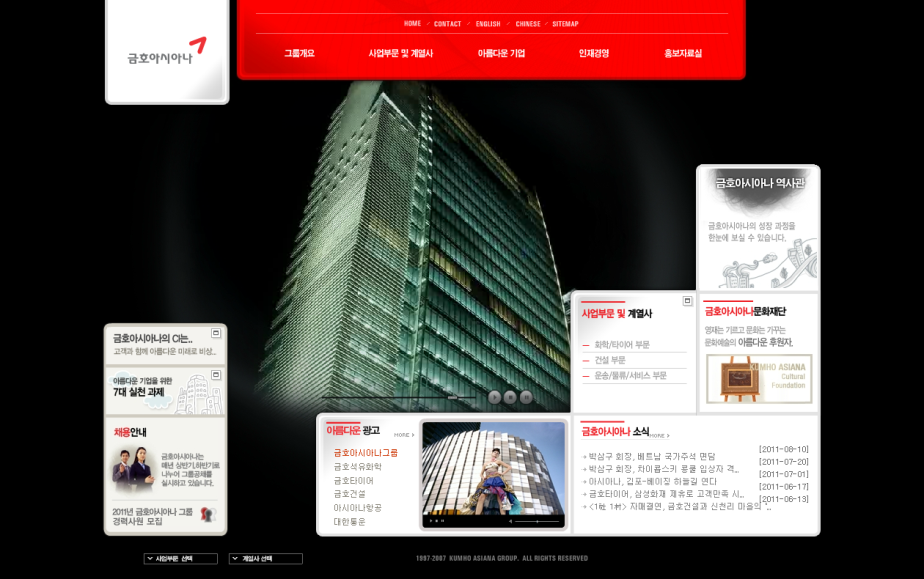 금호아시아나
HOME
CONTACT
ENGLISH
CHINESE
SITEMAP
그룹개요
사업부문 및 계열사
아름다운 기업
인재경영
홍보자료실
금호아시아나 역사관
금호아시아나의 성장 과정을
한눈에 보실 수 있습니다.
사업부문 및 계열사
화학/타이어 부문
건설 부문
운송/물류/서비스 부문
금호아시아나문화재단
영재는 기르고 문화는 가꾸는
문화예술의 아름다운 후원자.
KUMHO ASIANA
Cultural
Foundation
금호아시아나의 CI는..
고객과 함께 아름다운 미래로 비상..
아름다운 기업을 위한
7대 실천 과제
채용안내
금호아시아나는
매년 상반기,하반기로
나누어 그룹공채를
실시하고 있습니다.
2011년 금호아시아나 그룹
경력사원 모집
아름다운 광고
MORE >
금호아시아나그룹
금호석유화학
금호타이어
금호건설
아시아나항공
대한통운
금호아시아나 소식
MORE >
박삼구 회장, 베트남 국가주석 면담
[2011-08-10]
박삼구 회장, 차이콥스키 콩쿨 입상자 격..
[2011-07-20]
아시아나, 김포-베이징 하늘길 연다
[2011-07-01]
금호타이어, 삼성화재 제휴로 고객만족 시..
[2011-06-17]
<1社 1村> 자매결연, 금호건설과 신천리 마을의 "..
[2011-06-13]
사업부문 선택
계열사 선택
1997-2007 KUMHO ASIANA GROUP. ALL RIGHTS RESERVED